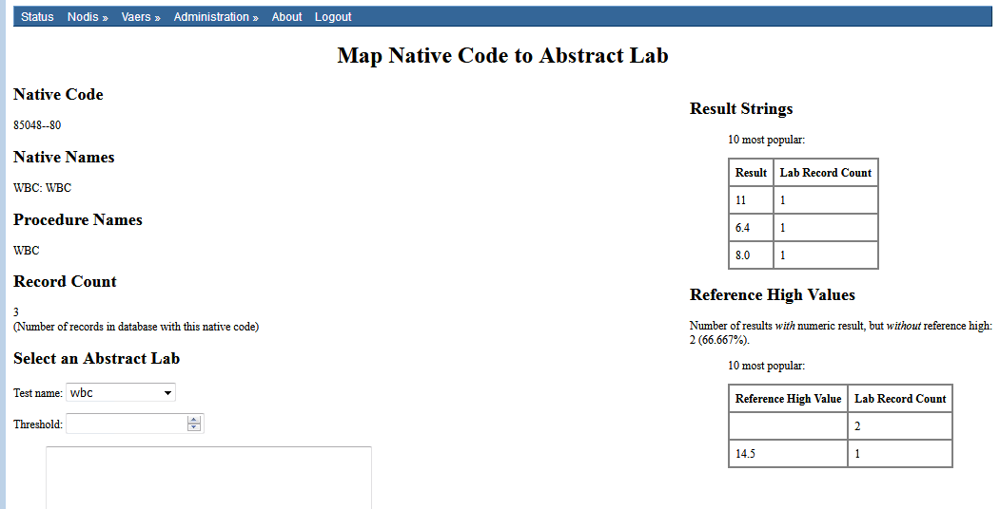 Status Nodis » Vaers » Administration » About Logout
Map Native Code to Abstract Lab
Native Code
85048--80
Native Names
WBC: WBC
Procedure Names
WBC
Record Count
3
(Number of records in database with this native code)
Select an Abstract Lab
Test name: wbc
Threshold:
Result Strings
10 most popular:
Result Lab Record Count
11 1
6.4 1
8.0 1
Reference High Values
Number of results with numeric result, but without reference high:
2 (66.667%).
10 most popular:
Reference High Value Lab Record Count
2
14.5 1